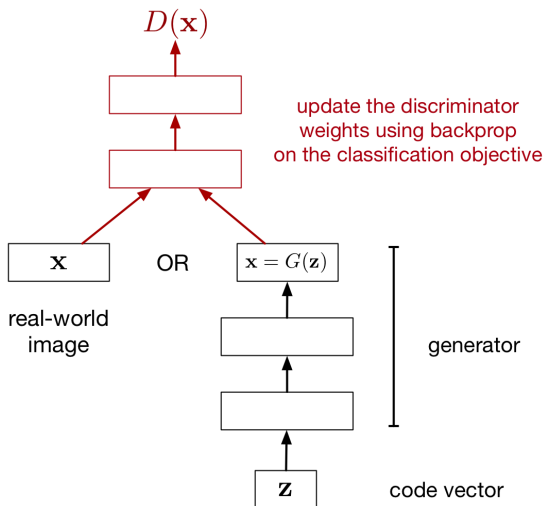 D(x)
update the discriminator
weights using backprop
on the classification objective
x
OR
x = G(z)
real-world
image
generator
z
code vector